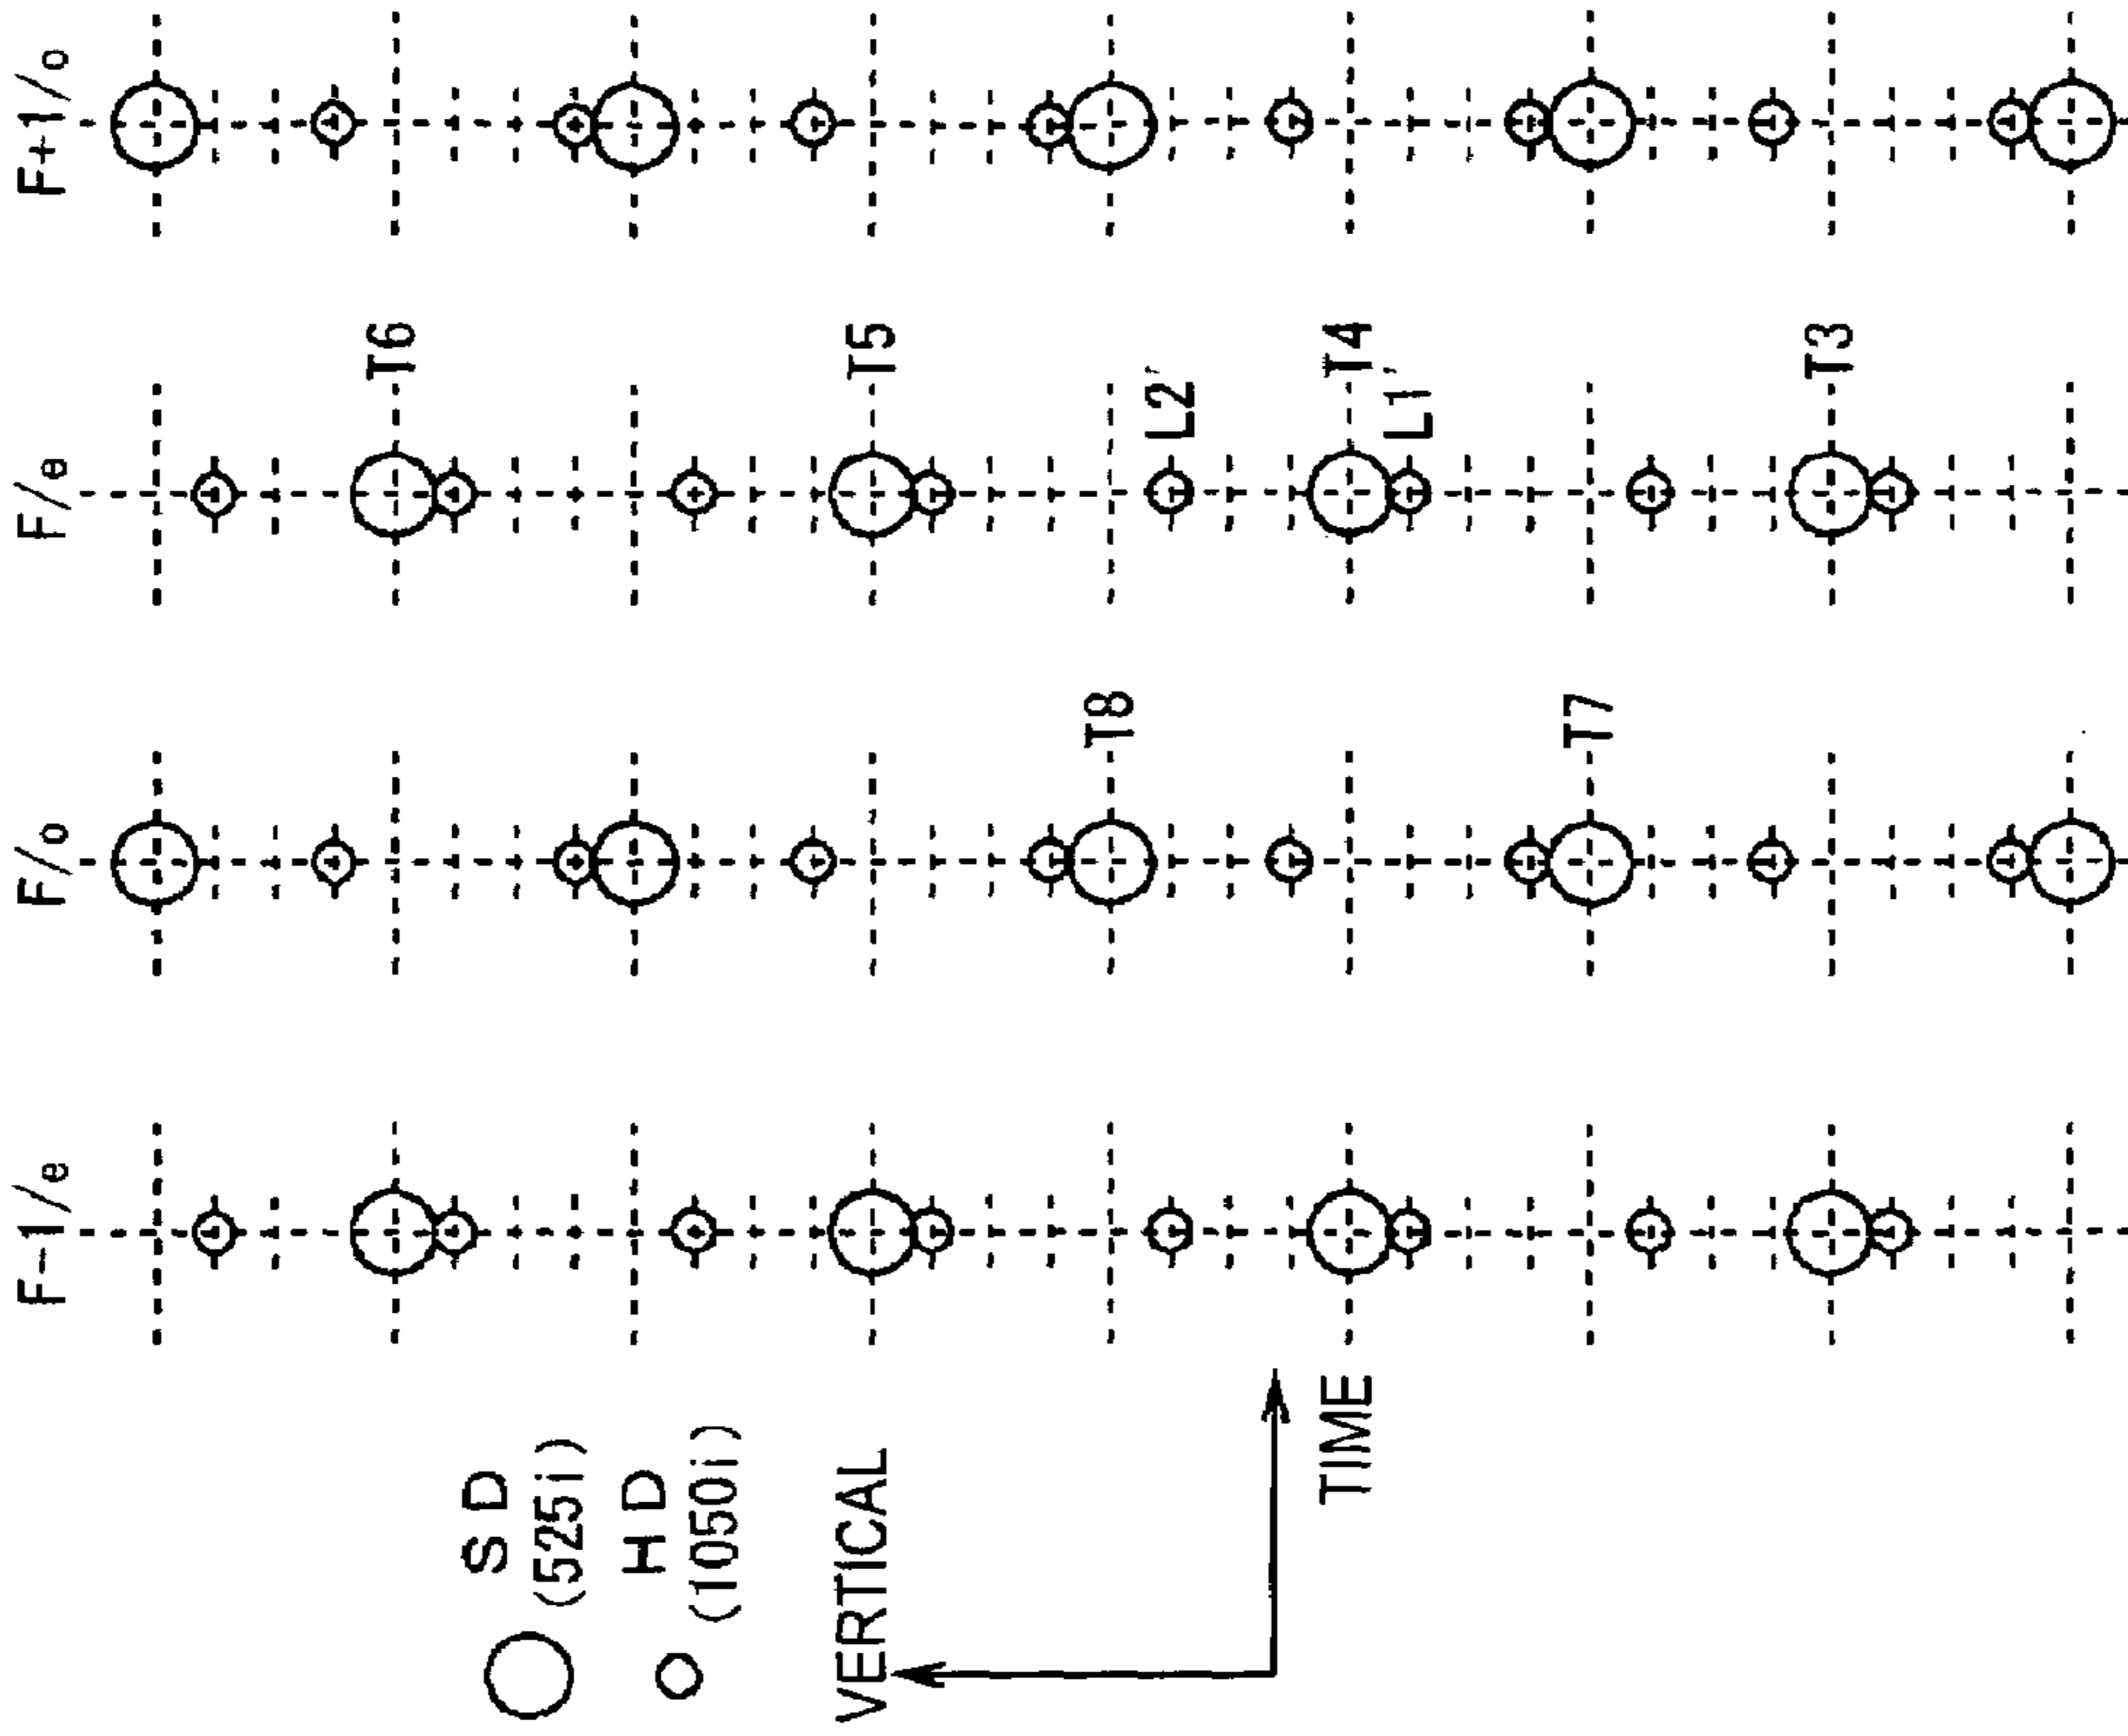 F-1/e F/o F/e F+1/o
T6
SD
(525i)
HD
(1050i)
VERTICAL
T5
T8
L2'
TIME
T4
L1'
T7
T3